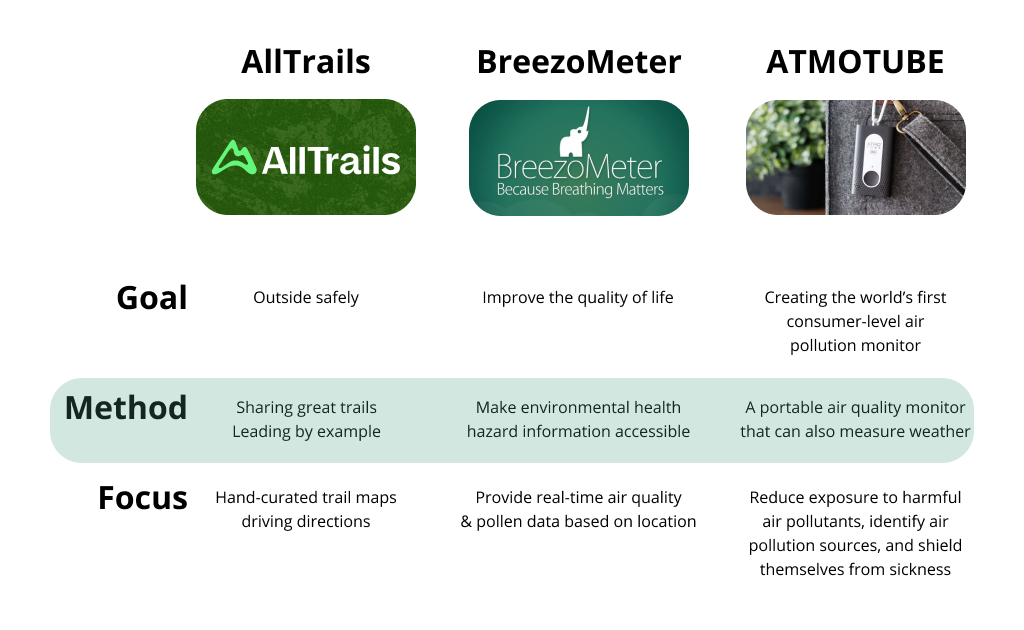 AllTrails
BreezoMeter
ATMOTUBE
AllTrails
BreezoMeter
Because Breathing Matters
Goal
Outside safely
Improve the quality of life
Creating the world’s first
consumer-level air
pollution monitor
Method
Sharing great trails
Leading by example
Make environmental health
hazard information accessible
A portable air quality monitor
that can also measure weather
Focus
Hand-curated trail maps
driving directions
Provide real-time air quality
& pollen data based on location
Reduce exposure to harmful
air pollutants, identify air
pollution sources, and shield
themselves from sickness